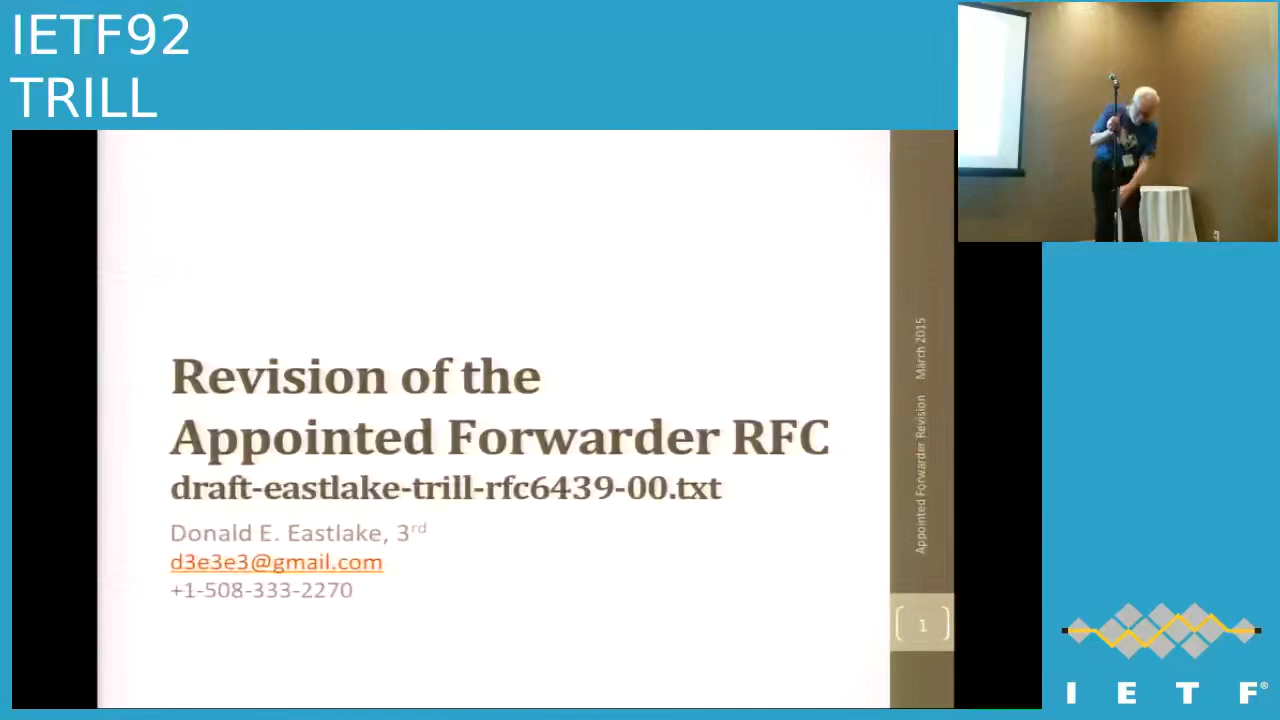 IETF92
TRILL
Revision of the
Appointed Forwarder RFC
draft-eastlake-trill-rfc6439-00.txt
Donald E. Eastlake, 3rd
d3e3e3@gmail.com
+1-508-333-2270
Appointed Forwarder Revision March 2015
1
I E T F®